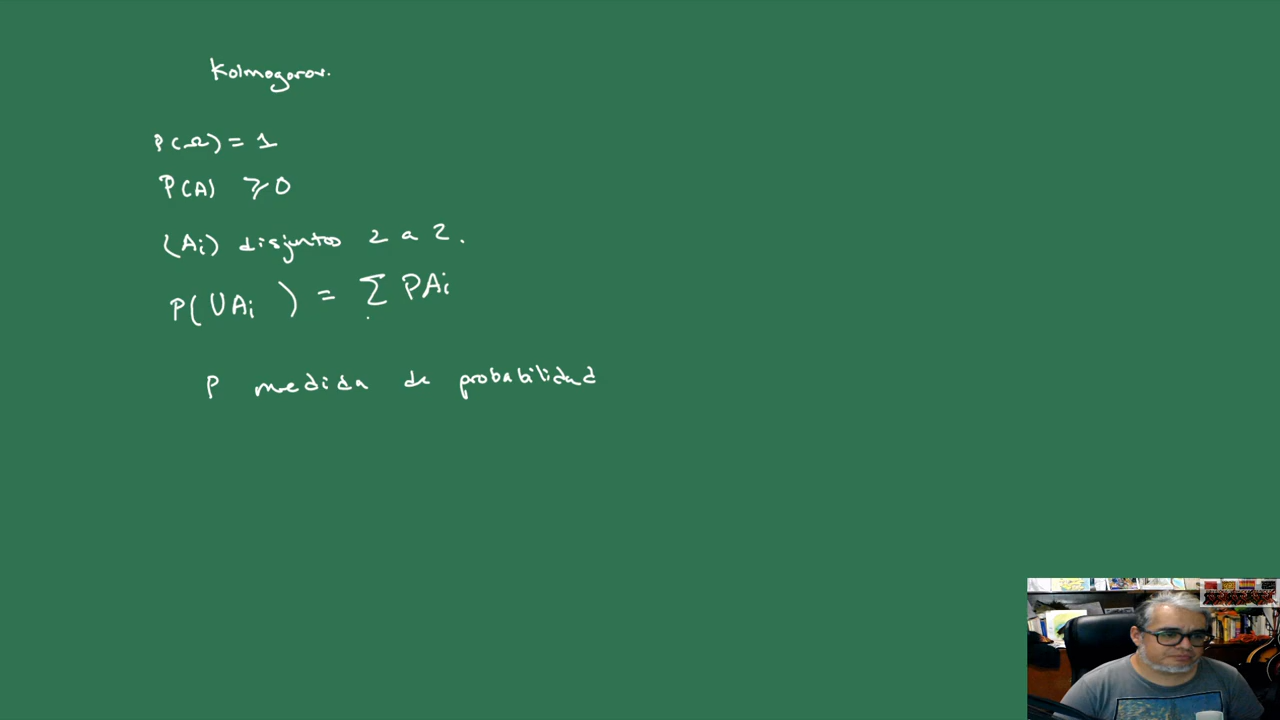 Kolmogorov.
P(Ω) = 1
P(A) ⩾ 0
(Ai) disjuntos 2 a 2.
P(∪Ai ) = ∑ PAi
P medida de probabilidad